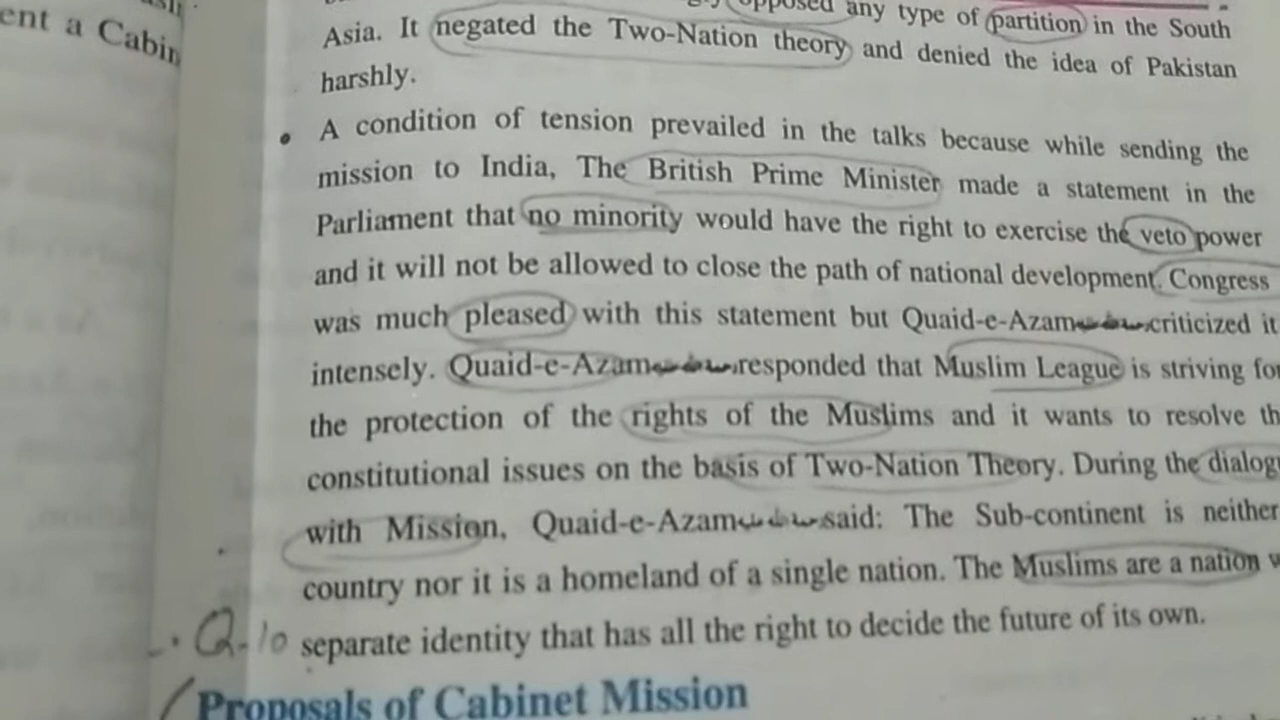 ent a Cabin
opposed any type of partition in the South
Asia. It negated the Two-Nation theory and denied the idea of Pakistan
harshly.
• A condition of tension prevailed in the talks because while sending the
mission to India, The British Prime Minister made a statement in the
Parliament that no minority would have the right to exercise the veto power
and it will not be allowed to close the path of national development. Congress
was much pleased with this statement but Quaid-e-Azam criticized it
intensely. Quaid-e-Azam responded that Muslim League is striving for
the protection of the rights of the Muslims and it wants to resolve th
constitutional issues on the basis of Two-Nation Theory. During the dialog
with Mission, Quaid-e-Azam said: The Sub-continent is neither
country nor it is a homeland of a single nation. The Muslims are a nation w
Q-10 separate identity that has all the right to decide the future of its own.
Proposals of Cabinet Mission